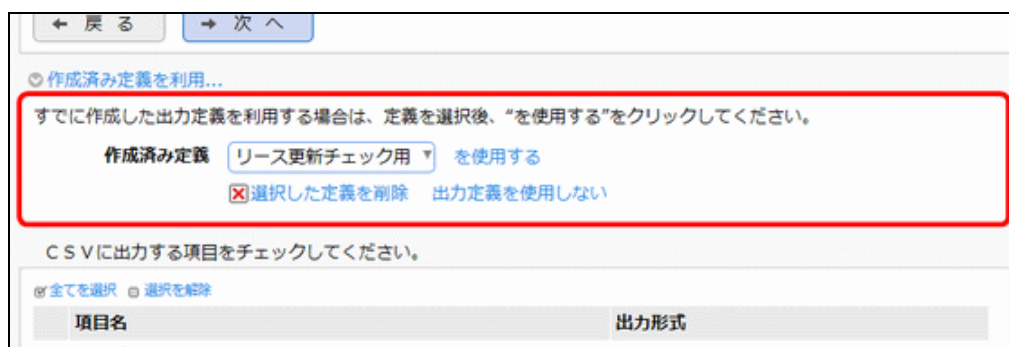 ← 戻 る → 次 へ
作成済み定義を利用...
すでに作成した出力定義を利用する場合は、定義を選択後、“を使用する”をクリックしてください。
作成済み定義 リース更新チェック用 ▼ を使用する
選択した定義を削除 出力定義を使用しない
ＣＳＶに出力する項目をチェックしてください。
全てを選択 選択を解除
項目名 出力形式